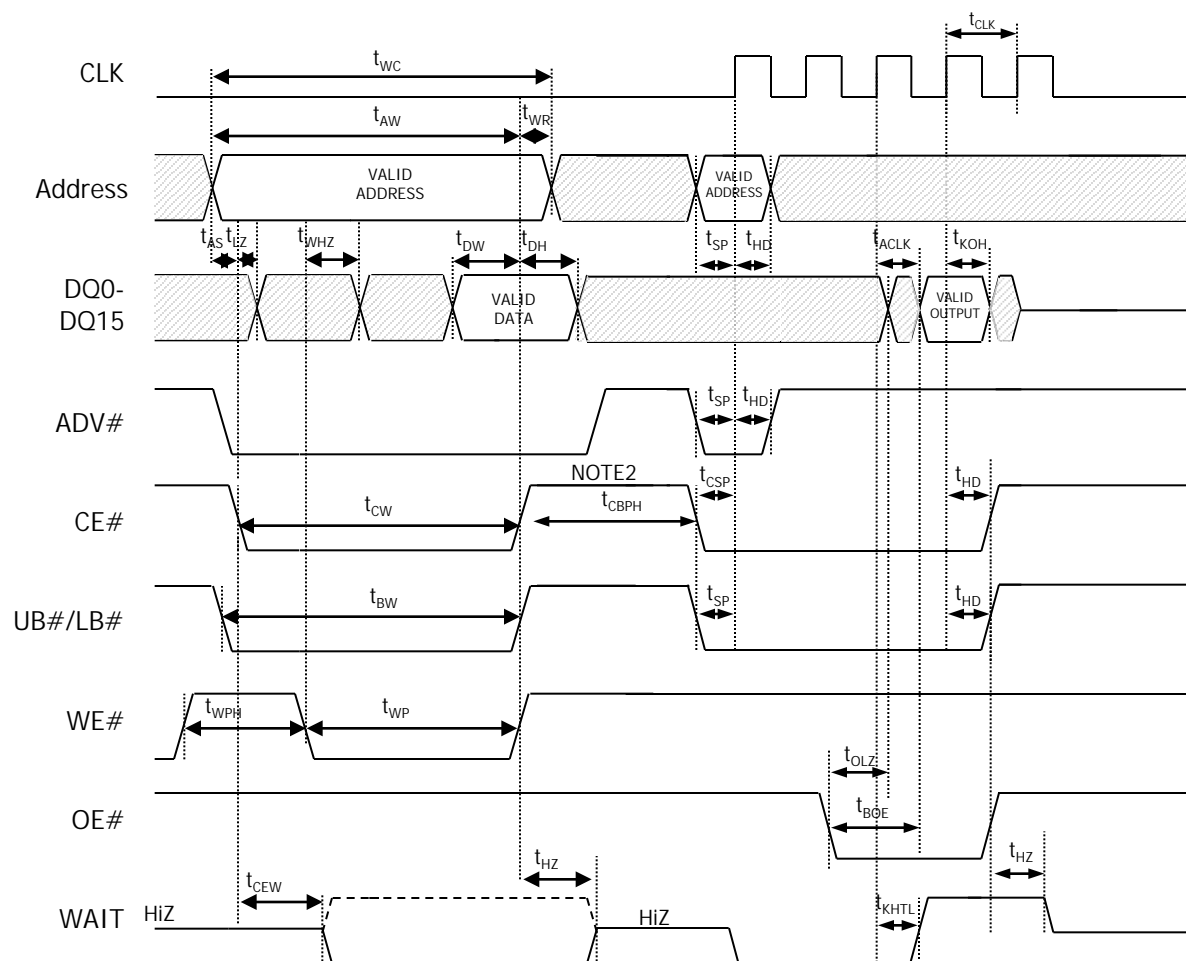 tCLK
CLK
tWC
tAW
tWR
Address
VALID
ADDRESS
VALID
ADDRESS
tAS
tLZ
tWHZ
tDW
tDH
tSP
tHD
tACLK
tKOH
DQ0-
DQ15
VALID
DATA
VALID
OUTPUT
ADV#
tSP
tHD
NOTE2
CE#
tCW
tCBPH
tCSP
tHD
UB#/LB#
tBW
tSP
tHD
WE#
tWPH
tWP
OE#
tOLZ
tBOE
tCEW
tHZ
tHZ
WAIT
HiZ
HiZ
tKHTL